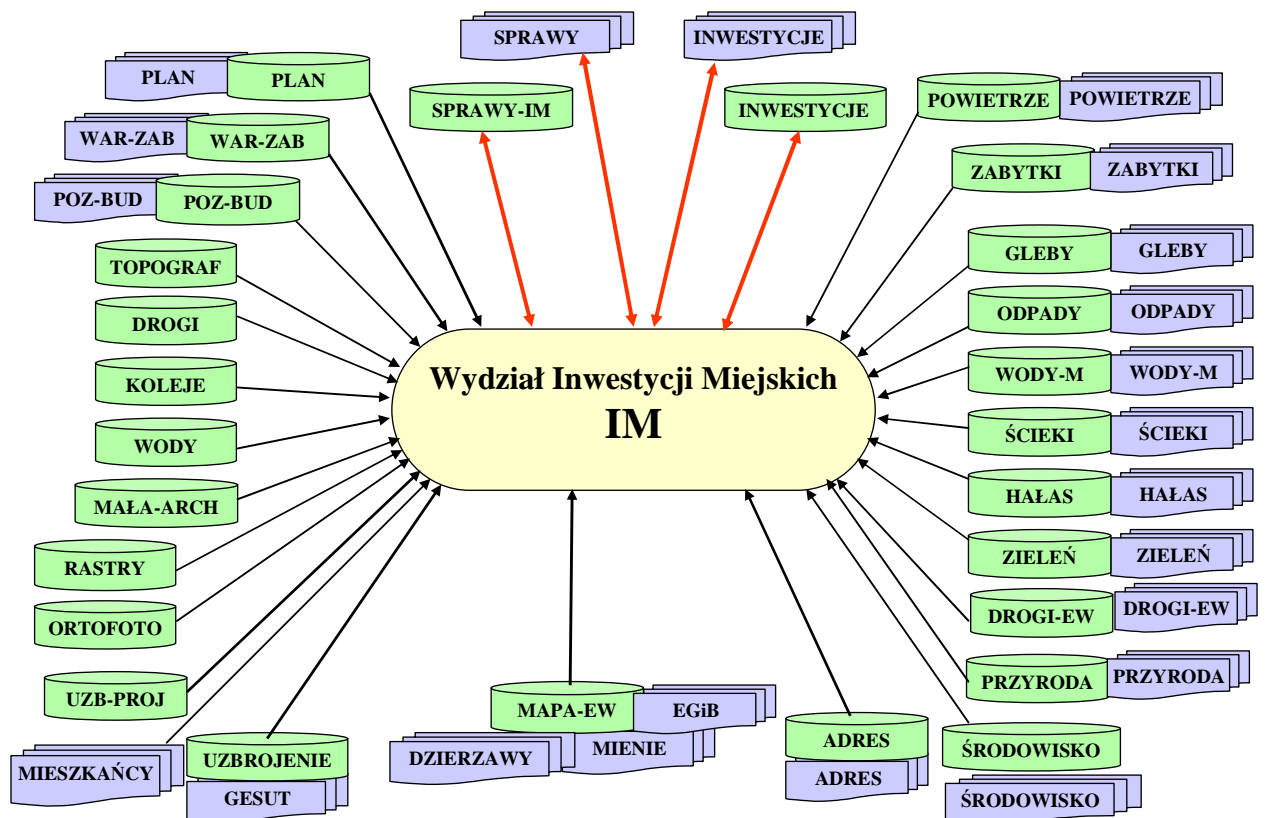 SPRAWY
INWESTYCJE
PLAN
PLAN
SPRAWY-IM
INWESTYCJE
POWIETRZE
POWIETRZE
WAR-ZAB
WAR-ZAB
ZABYTKI
ZABYTKI
POZ-BUD
POZ-BUD
TOPOGRAF
GLEBY
GLEBY
DROGI
ODPADY
ODPADY
KOLEJE
Wydział Inwestycji Miejskich
IM
WODY-M
WODY-M
WODY
ŚCIEKI
ŚCIEKI
MAŁA-ARCH
HAŁAS
HAŁAS
RASTRY
ZIELEŃ
ZIELEŃ
ORTOFOTO
DROGI-EW
DROGI-EW
UZB-PROJ
PRZYRODA
PRZYRODA
MAPA-EW
EGiB
MIESZKAŃCY
UZBROJENIE
DZIERZAWY
MIENIE
ADRES
ŚRODOWISKO
GESUT
ADRES
ŚRODOWISKO